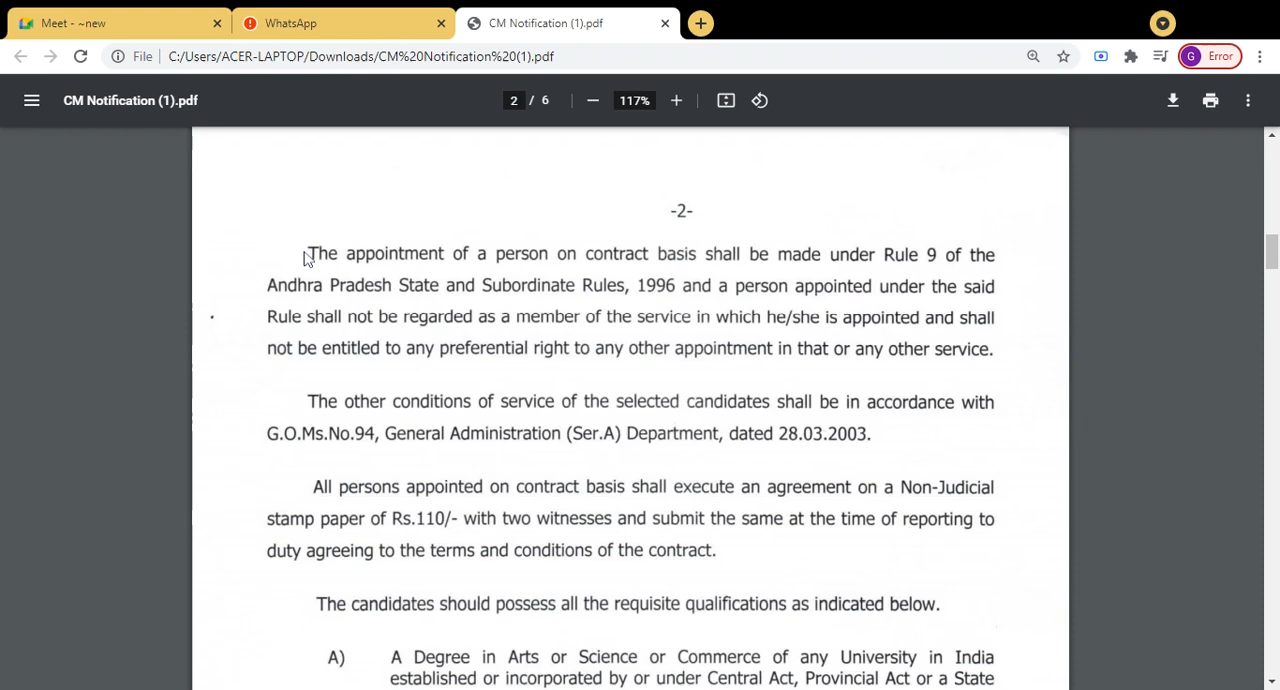 Meet - ~new
WhatsApp
CM Notification (1).pdf
File C:/Users/ACER-LAPTOP/Downloads/CM%20Notification%20(1).pdf
G Error
CM Notification (1).pdf
2 / 6
117%
-2-
The appointment of a person on contract basis shall be made under Rule 9 of the
Andhra Pradesh State and Subordinate Rules, 1996 and a person appointed under the said
Rule shall not be regarded as a member of the service in which he/she is appointed and shall
not be entitled to any preferential right to any other appointment in that or any other service.
The other conditions of service of the selected candidates shall be in accordance with
G.O.Ms.No.94, General Administration (Ser.A) Department, dated 28.03.2003.
All persons appointed on contract basis shall execute an agreement on a Non-Judicial
stamp paper of Rs.110/- with two witnesses and submit the same at the time of reporting to
duty agreeing to the terms and conditions of the contract.
The candidates should possess all the requisite qualifications as indicated below.
A) A Degree in Arts or Science or Commerce of any University in India
established or incorporated by or under Central Act, Provincial Act or a State